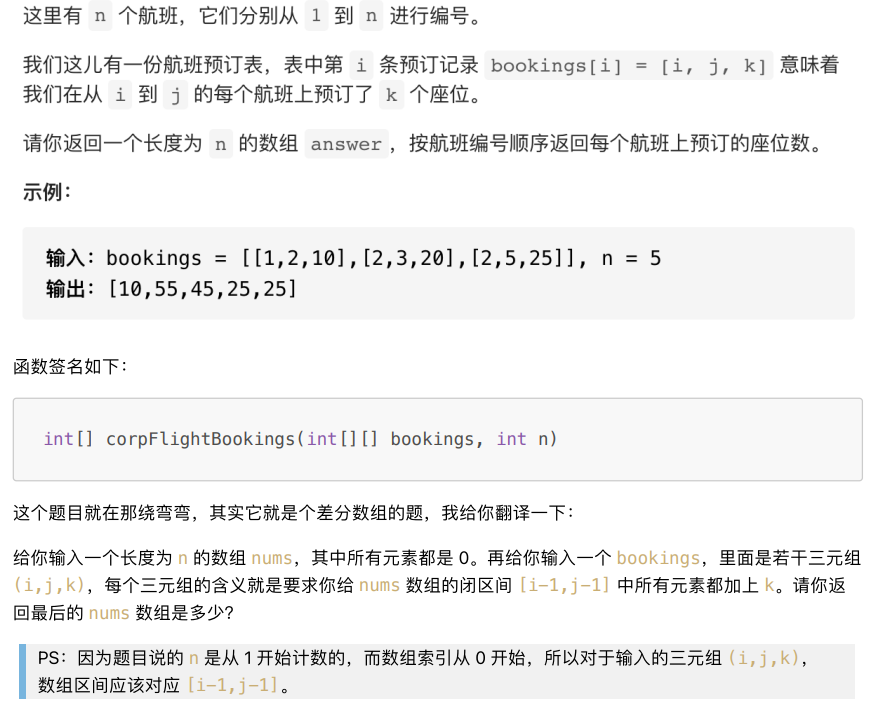 这里有 n 个航班，它们分别从 1 到 n 进行编号。
我们这儿有一份航班预订表，表中第 i 条预订记录 bookings[i] = [i, j, k] 意味着
我们在从 i 到 j 的每个航班上预订了 k 个座位。
请你返回一个长度为 n 的数组 answer，按航班编号顺序返回每个航班上预订的座位数。
示例：
输入：bookings = [[1,2,10],[2,3,20],[2,5,25]], n = 5
输出：[10,55,45,25,25]
函数签名如下：
int[] corpFlightBookings(int[][] bookings, int n)
这个题目就在那绕弯弯，其实它就是个差分数组的题，我给你翻译一下：
给你输入一个长度为 n 的数组 nums，其中所有元素都是 0。再给你输入一个 bookings，里面是若干三元组
(i,j,k)，每个三元组的含义就是要求你给 nums 数组的闭区间 [i-1,j-1] 中所有元素都加上 k。请你返
回最后的 nums 数组是多少？
PS：因为题目说的 n 是从 1 开始计数的，而数组索引从 0 开始，所以对于输入的三元组 (i,j,k)，
数组区间应该对应 [i-1,j-1]。